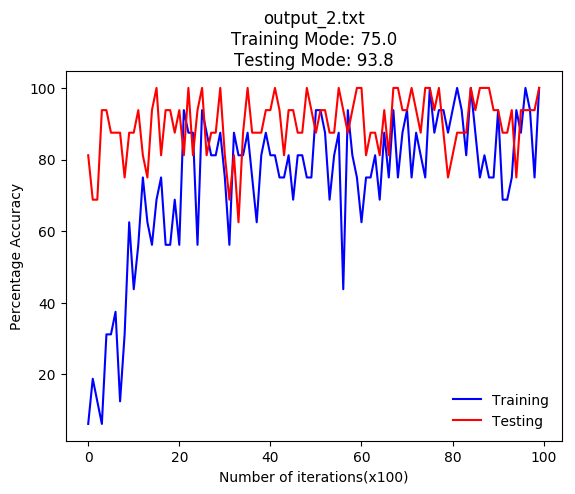 output_2.txt
Training Mode: 75.0
Testing Mode: 93.8
100
80
60
40
20
Percentage Accuracy
0
20
40
60
80
100
Number of iterations(x100)
Training
Testing